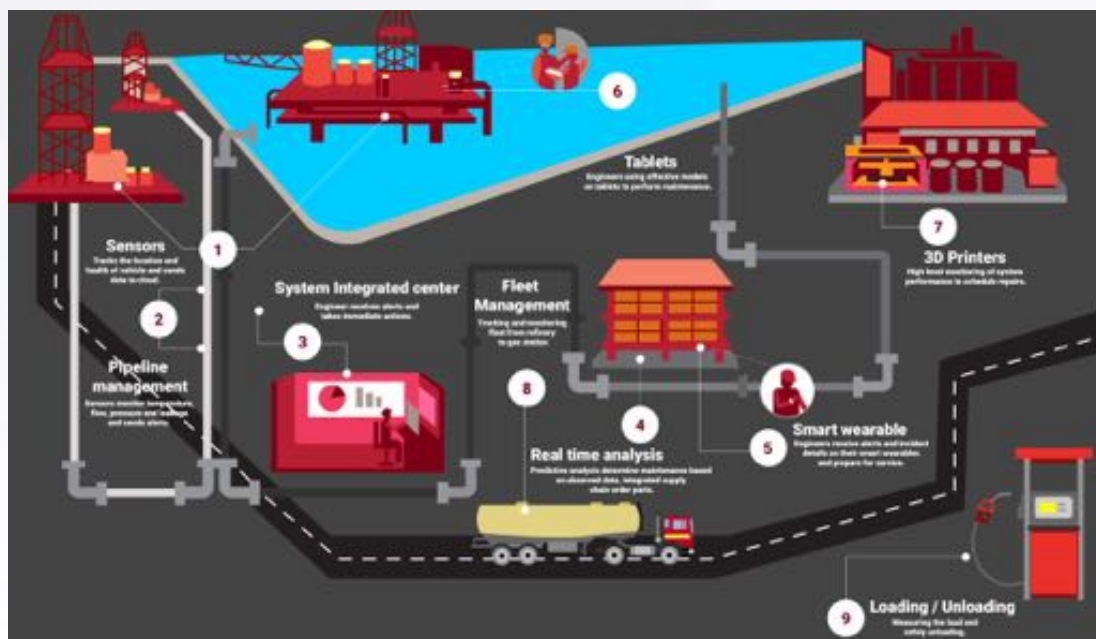 1
Sensors
Tracks the location and
health of vehicle and sends
data to cloud.
2
Pipeline
management
Sensors monitor temperature,
flow, pressure and leakage
and sends alerts.
3
System Integrated center
Engineer receives alerts and
takes immediate actions.
4
Real time analysis
Predictive analysis determine maintenance based
on observed data, integrated supply
chain order parts.
5
Smart wearable
Engineers receive alerts and incident
details on their smart wearables
and prepare for service.
6
Tablets
Engineers using effective models
on tablets to perform maintenance.
7
3D Printers
High level monitoring of system
performance to schedule repairs.
8
Fleet
Management
Tracking and monitoring
fleet from refinery
to gas station.
9
Loading / Unloading
Measuring the load and
safely unloading.